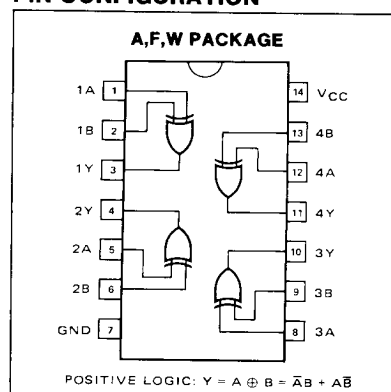 PIN CONFIGURATION
A,F,W PACKAGE
1A 1
1B 2
1Y 3
2Y 4
2A 5
2B 6
GND 7
14 VCC
13 4B
12 4A
11 4Y
10 3Y
9 3B
8 3A
POSITIVE LOGIC: Y = A ⊕ B = A̅B + AB̅